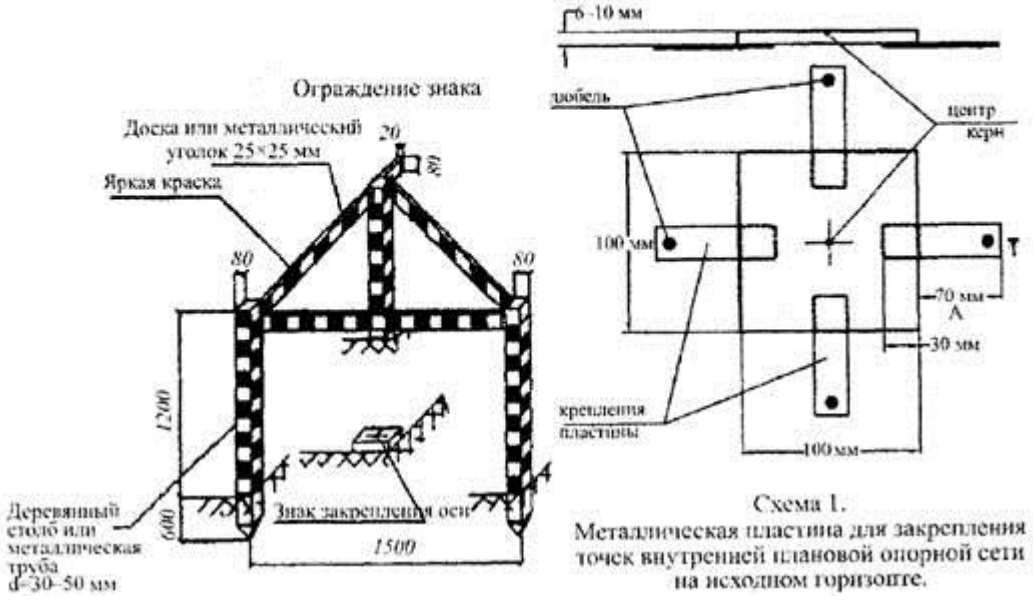 Ограждение знака
Доска или металлический
уголок 25×25 мм
Яркая краска
20
80
80
80
1200
600
1500
Знак закрепления оси
Деревянный
столб или
металлическая
труба
d=30–50 мм
6-10 мм
дюбель
центр
керн
100 мм
70 мм
А
30 мм
крепления
пластины
100 мм
Схема 1.
Металлическая пластина для закрепления
точек внутренней плановой опорной сети
на исходном горизонте.